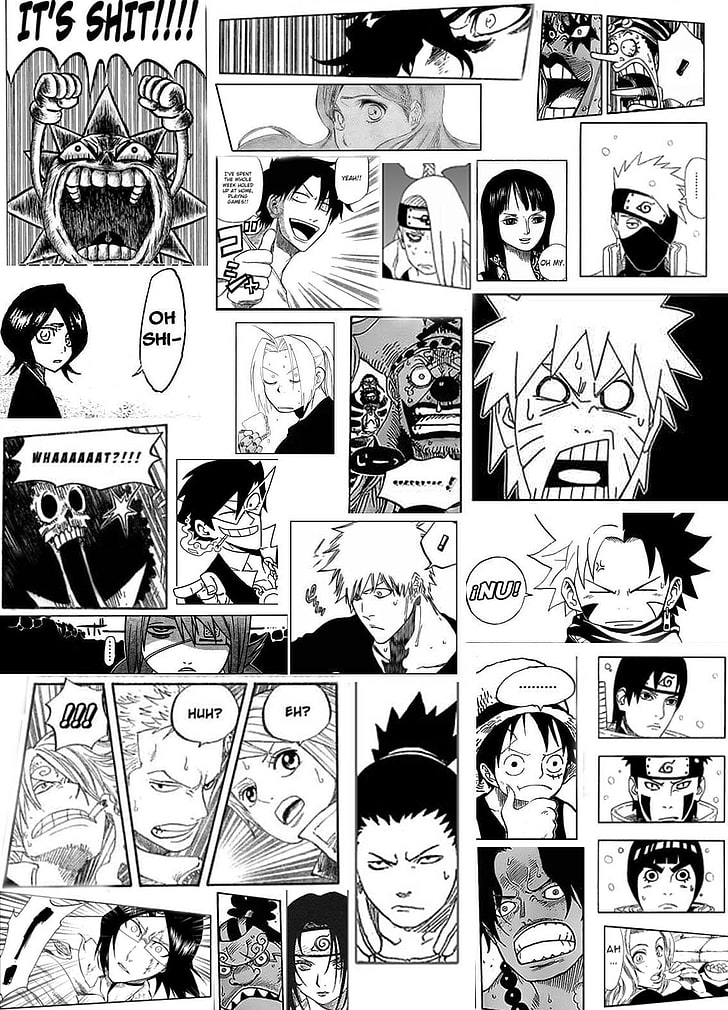 IT'S SHIT!!!!
!
I'VE SPENT
THE WHOLE
WEEK HOLED
UP AT HOME,
PLAYNG
GAMES!!
YEAH!!
OH MY.
........
OH
SHI-
WHAAAAAAT?!!!
!
¡NU!
!!!
HUH?
EH?
.........
AH
...